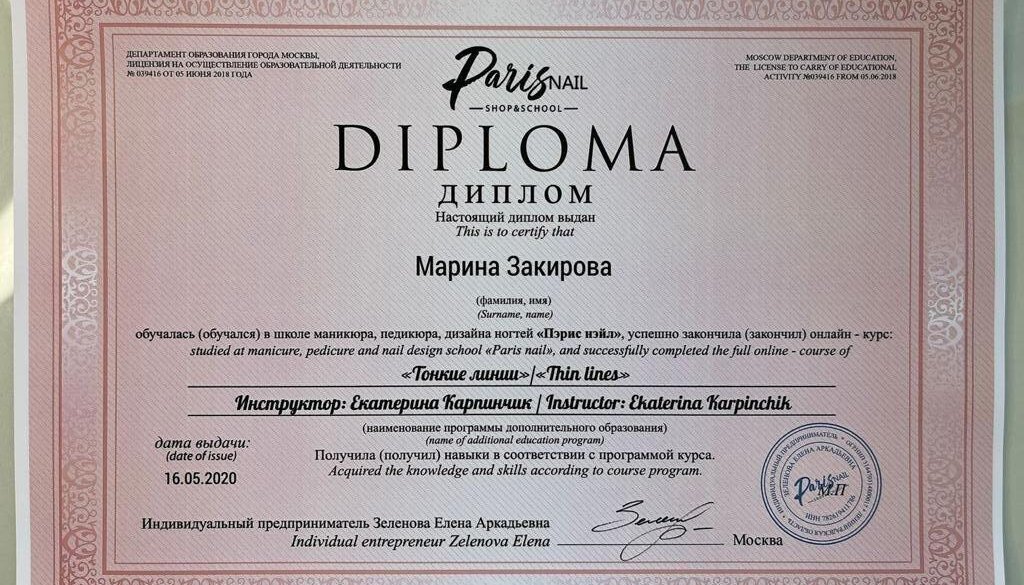 ДЕПАРТАМЕНТ ОБРАЗОВАНИЯ ГОРОДА МОСКВЫ,
ЛИЦЕНЗИЯ НА ОСУЩЕСТВЛЕНИЕ ОБРАЗОВАТЕЛЬНОЙ ДЕЯТЕЛЬНОСТИ
№ 039416 ОТ 05 ИЮНЯ 2018 ГОДА
Paris NAIL
SHOP&SCHOOL
MOSCOW DEPARTMENT OF EDUCATION,
THE LICENSE TO CARRY OF EDUCATIONAL
ACTIVITY №039416 FROM 05.06.2018
DIPLOMA
ДИПЛОМ
Настоящий диплом выдан
This is to certify that
Марина Закирова
(фамилия, имя)
(Surname, name)
обучалась (обучался) в школе маникюра, педикюра, дизайна ногтей «Пэрис нэйл», успешно закончила (закончил) онлайн - курс:
studied at manicure, pedicure and nail design school «Paris nail», and successfully completed the full online - course of
«Тонкие линии»/«Thin lines»
Инструктор: Екатерина Карпинчик / Instructor: Ekaterina Karpinchik
(наименование программы дополнительного образования)
(name of additional education program)
дата выдачи:
(date of issue)
16.05.2020
Получила (получил) навыки в соответствии с программой курса.
Acquired the knowledge and skills according to course program.
Индивидуальный предприниматель Зеленова Елена Аркадьевна
Individual entrepreneur Zelenova Elena
Москва
ИНДИВИДУАЛЬНЫЙ ПРЕДПРИНИМАТЕЛЬ
ЗЕЛЕНОВА ЕЛЕНА АРКАДЬЕВНА
Paris NAIL
М.П